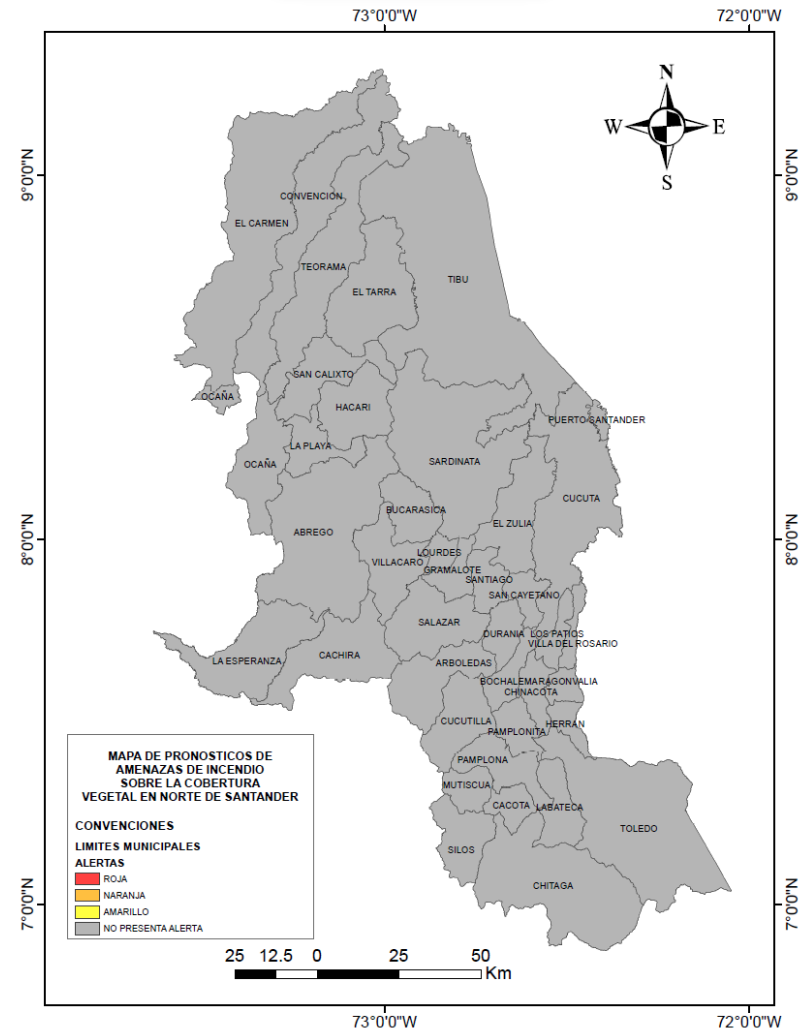 73°0'0"W
72°0'0"W
N
W
E
S
9°0'0"N
9°0'0"N
CONVENCIÓN
EL CARMEN
TEORAMA
TIBU
EL TARRA
SAN CALIXTO
OCAÑA
HACARI
PUERTO SANTANDER
LA PLAYA
OCAÑA
SARDINATA
CUCUTA
BUCARASICA
EL ZULIA
ABREGO
8°0'0"N
8°0'0"N
LOURDES
VILLACARO
GRAMALOTE
SANTIAGO
SAN CAYETANO
SALAZAR
DURANIA
LOS PATIOS
VILLA DEL ROSARIO
CACHIRA
LA ESPERANZA
ARBOLEDAS
BOCHALEMA
RAGONVALIA
CHINACOTA
CUCUTILLA
HERRÁN
PAMPLONITA
PAMPLONA
MUTISCUA
CACOTA
LABATECA
TOLEDO
SILOS
CHITAGA
7°0'0"N
7°0'0"N
MAPA DE PRONOSTICOS DE
AMENAZAS DE INCENDIO
SOBRE LA COBERTURA
VEGETAL EN NORTE DE SANTANDER
CONVENCIONES
LIMITES MUNICIPALES
ALERTAS
ROJA
NARANJA
AMARILLO
NO PRESENTA ALERTA
25 12.5 0 25 50
Km
73°0'0"W
72°0'0"W